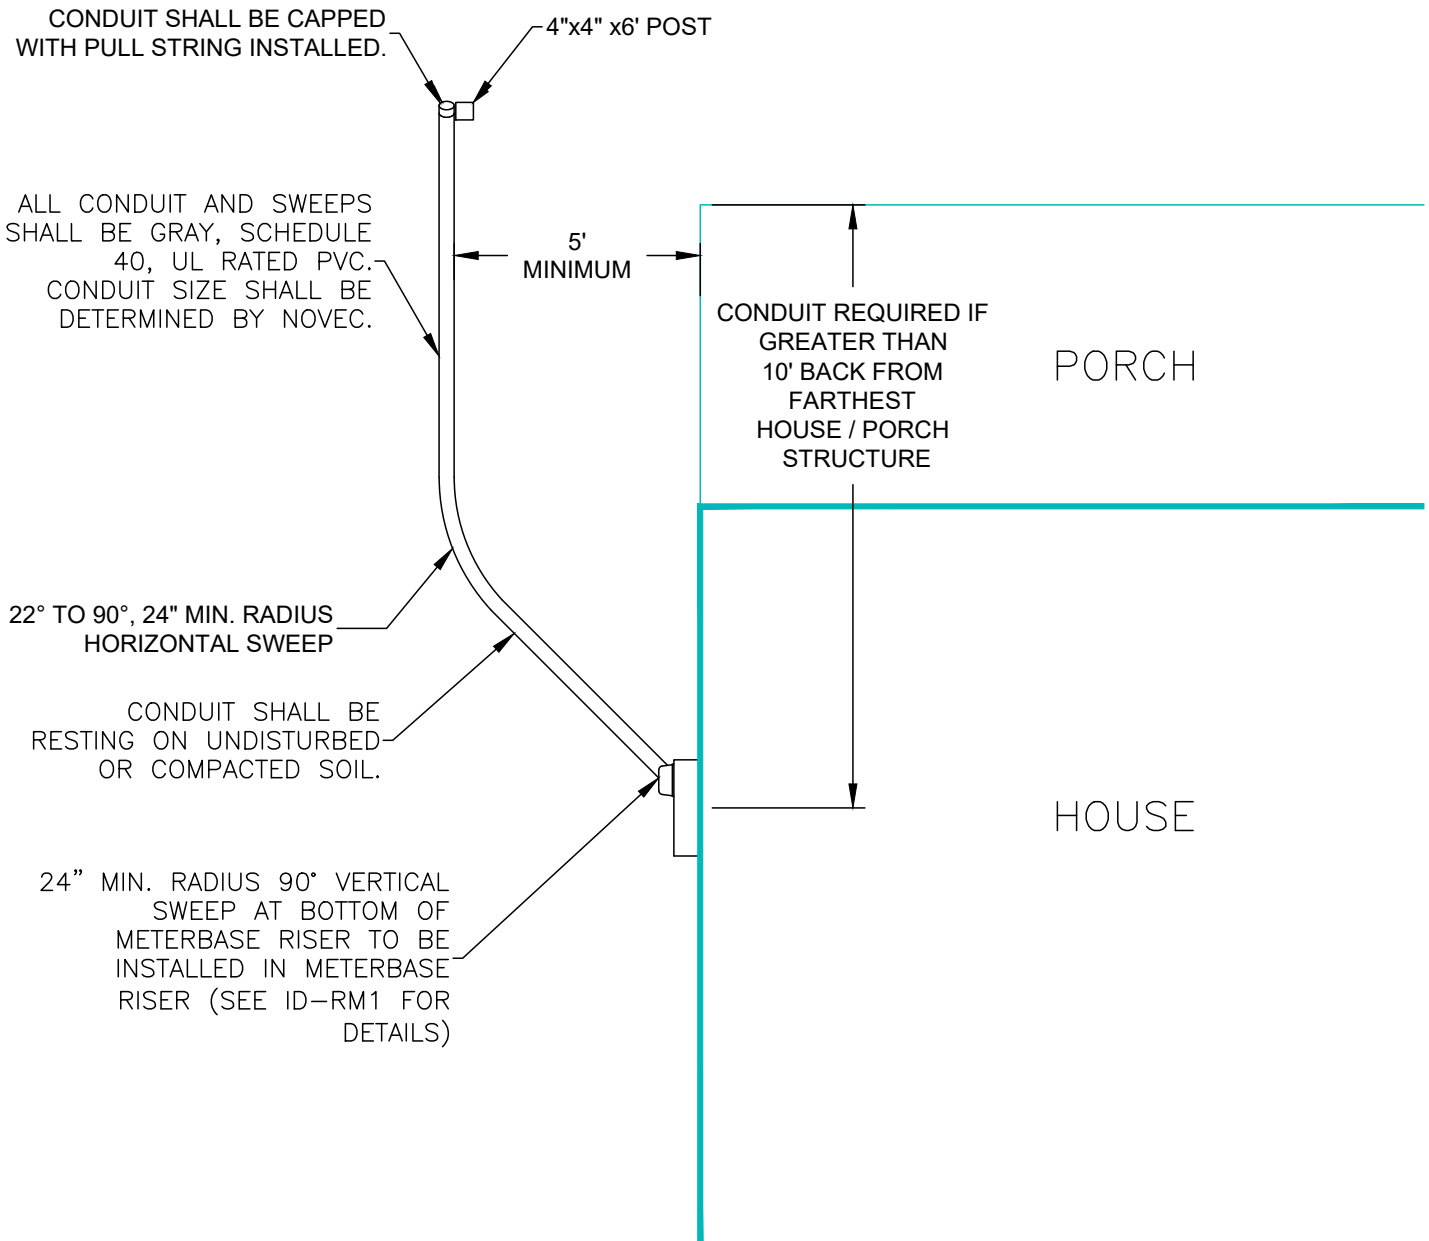 CONDUIT SHALL BE CAPPED
WITH PULL STRING INSTALLED.
4"x4" x6' POST
ALL CONDUIT AND SWEEPS
SHALL BE GRAY, SCHEDULE
40, UL RATED PVC.
CONDUIT SIZE SHALL BE
DETERMINED BY NOVEC.
5'
MINIMUM
CONDUIT REQUIRED IF
GREATER THAN
10' BACK FROM
FARTHEST
HOUSE / PORCH
STRUCTURE
PORCH
22° TO 90°, 24" MIN. RADIUS
HORIZONTAL SWEEP
CONDUIT SHALL BE
RESTING ON UNDISTURBED
OR COMPACTED SOIL.
HOUSE
24” MIN. RADIUS 90° VERTICAL
SWEEP AT BOTTOM OF
METERBASE RISER TO BE
INSTALLED IN METERBASE
RISER (SEE ID–RM1 FOR
DETAILS)